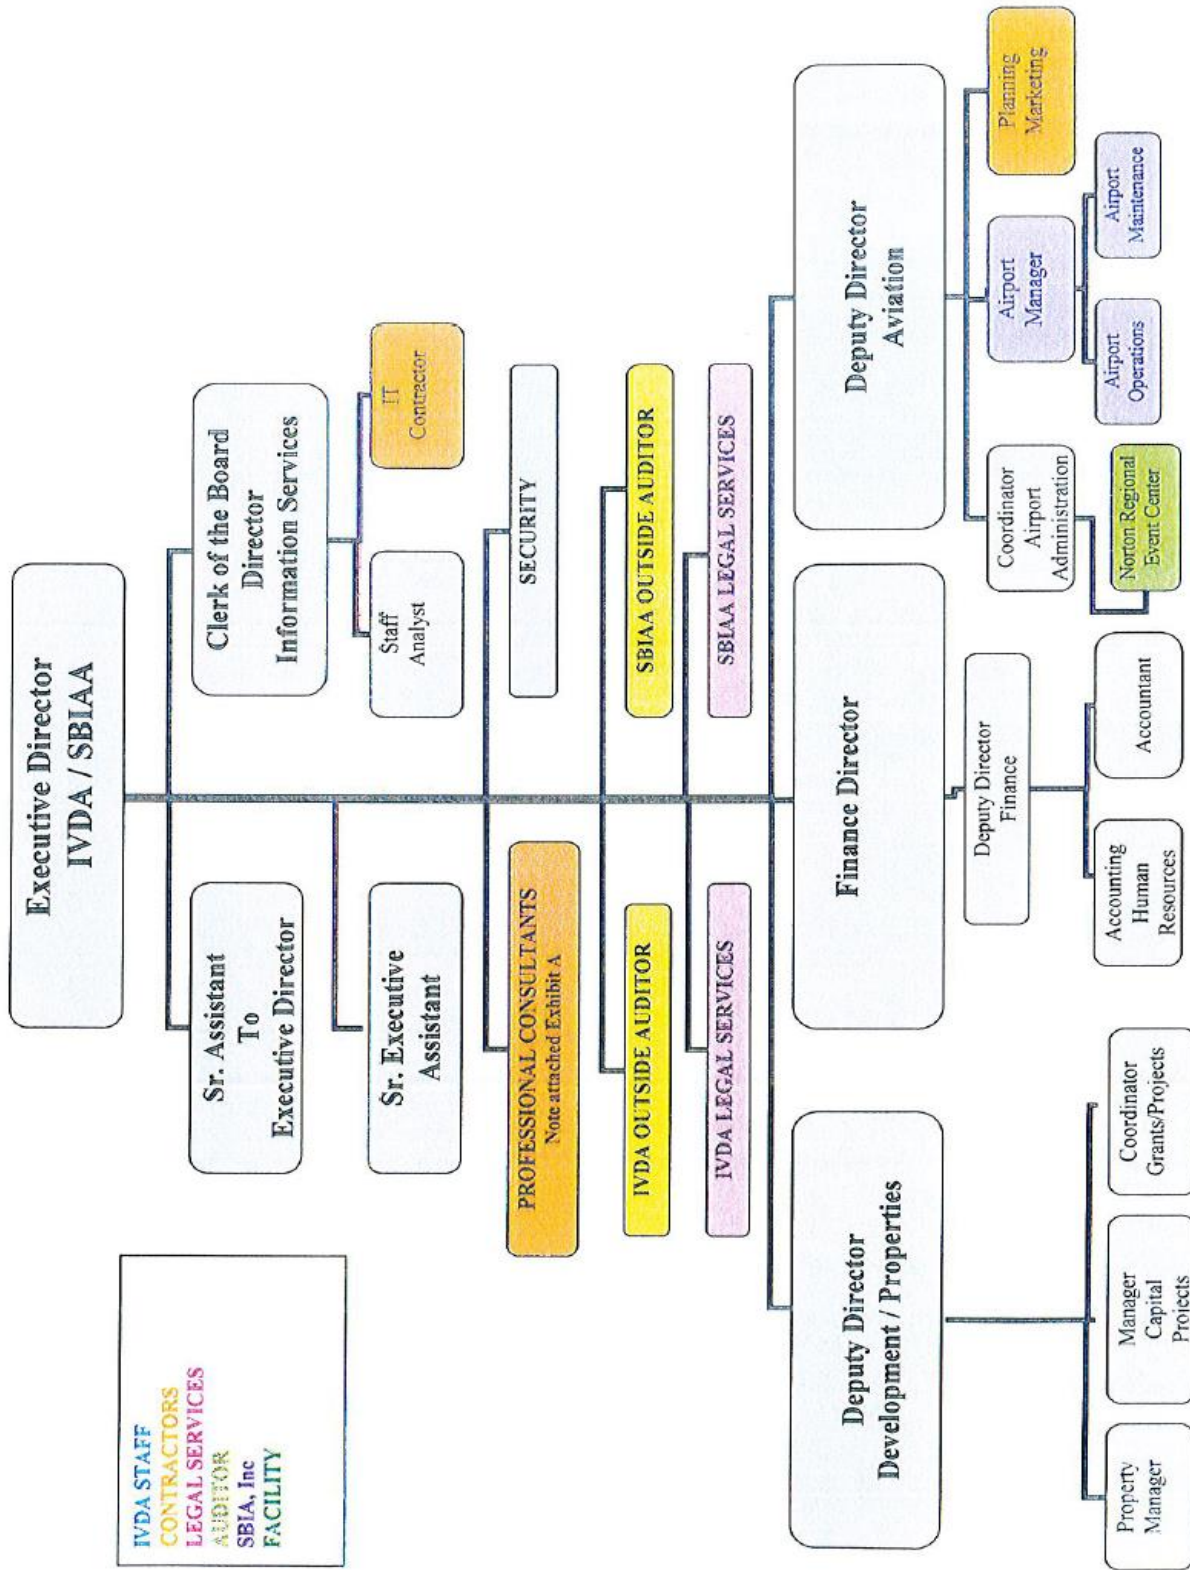 Executive Director
IVDA / SBIAA
Sr. Assistant
To
Executive Director
Clerk of the Board
Director
Information Services
Sr. Executive
Assistant
Staff
Analyst
IT
Contractor
PROFESSIONAL CONSULTANTS
Note attached Exhibit A
SECURITY
IVDA OUTSIDE AUDITOR
SBIAA OUTSIDE AUDITOR
IVDA LEGAL SERVICES
SBIAA LEGAL SERVICES
Deputy Director
Development / Properties
Finance Director
Deputy Director
Aviation
Property
Manager
Manager
Capital
Projects
Coordinator
Grants/Projects
Deputy Director
Finance
Accounting
Human
Resources
Accountant
Coordinator
Airport
Administration
Norton Regional
Event Center
Airport
Manager
Airport
Operations
Airport
Maintenance
Planning
Marketing
IVDA STAFF
CONTRACTORS
LEGAL SERVICES
AUDITOR
SBIA, Inc
FACILITY